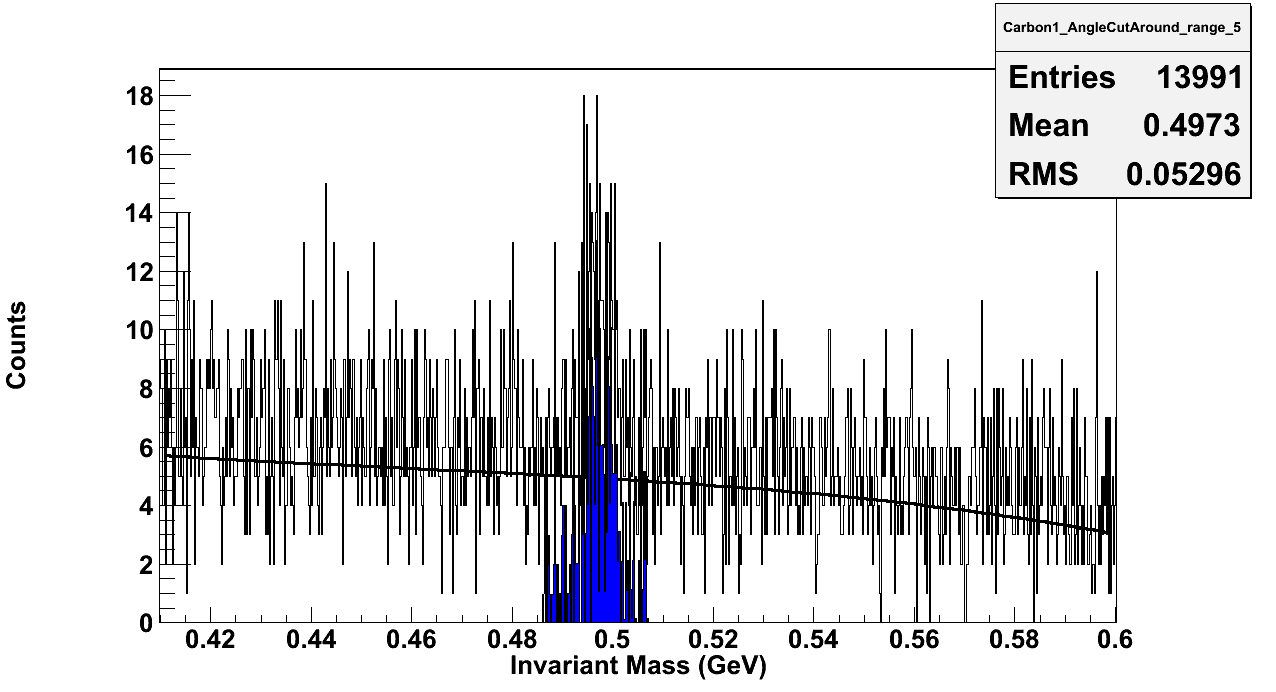 Carbon1_AngleCutAround_range_5
Entries 13991
Mean 0.4973
RMS 0.05296
Counts
18
16
14
12
10
8
6
4
2
0
0.42 0.44 0.46 0.48 0.5 0.52 0.54 0.56 0.58 0.6
Invariant Mass (GeV)